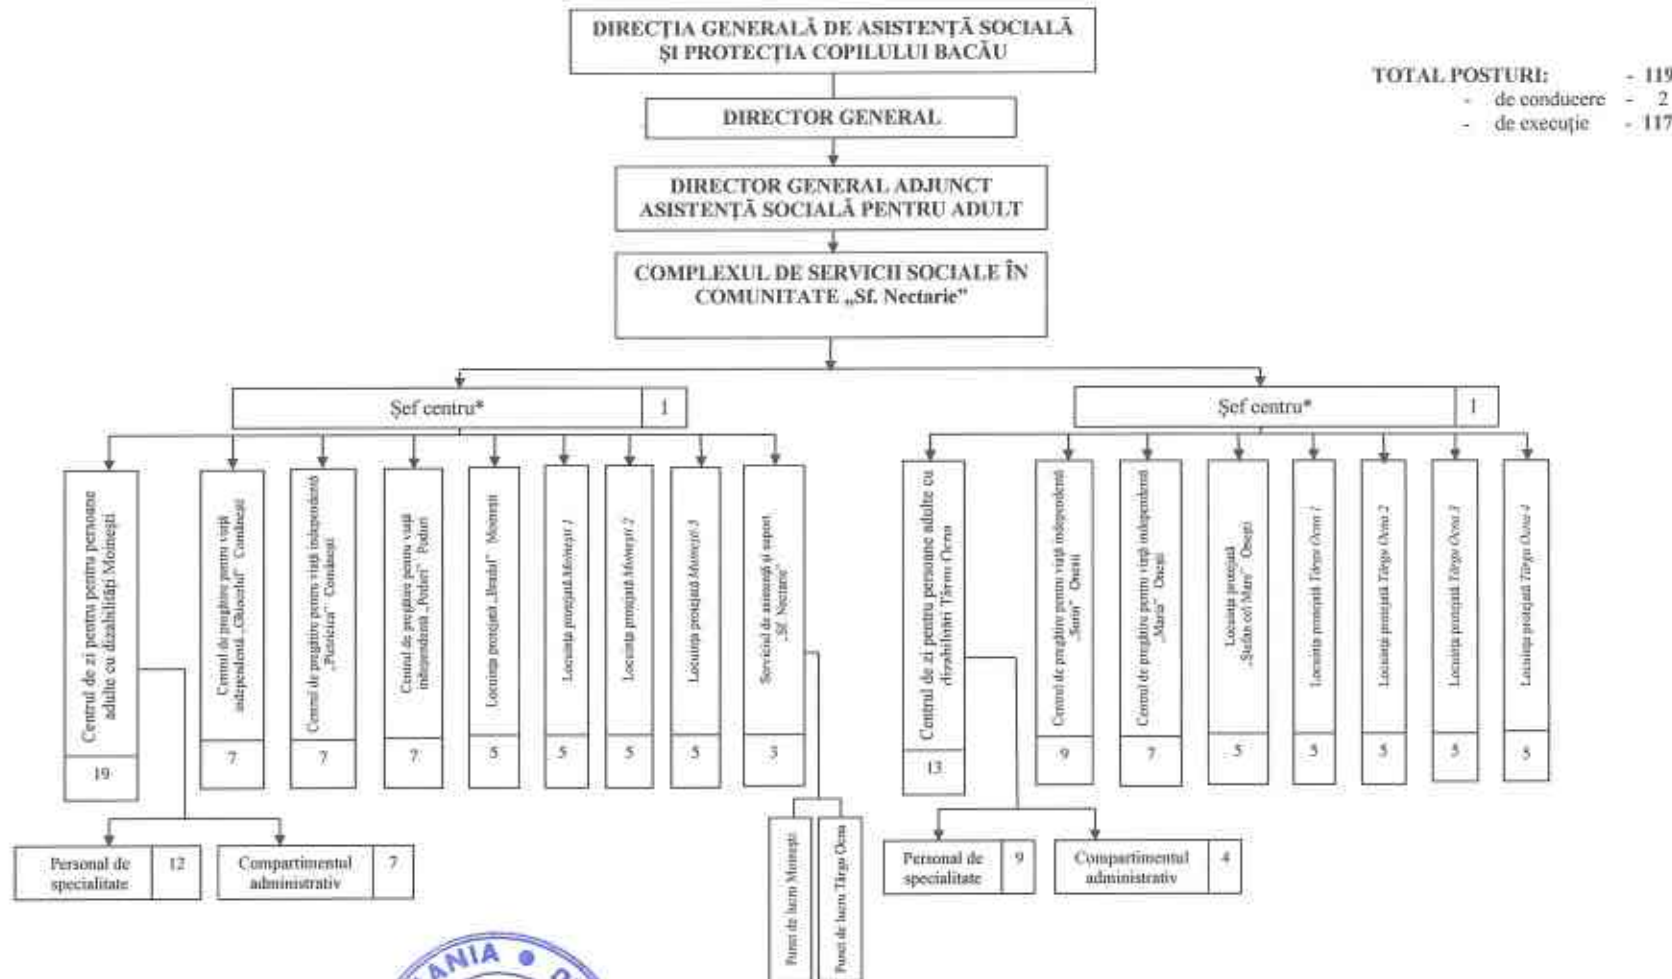 DIRECȚIA GENERALĂ DE ASISTENȚĂ SOCIALĂ
ȘI PROTECȚIA COPILULUI BACĂU
TOTAL POSTURI: - 119
- de conducere - 2
- de execuție - 117
DIRECTOR GENERAL
DIRECTOR GENERAL ADJUNCT
ASISTENȚĂ SOCIALĂ PENTRU ADULT
COMPLEXUL DE SERVICII SOCIALE ÎN
COMUNITATE „Sf. Nectarie”
Șef centru* 1
Șef centru* 1
Centrul de zi pentru persoane
adulte cu dizabilități Moinești
19
Centrul de pregătire pentru viață
independentă „Ghiocelul” Comănești
7
Centrul de pregătire pentru viață independentă
„Pietricica” Comănești
7
Centrul de pregătire pentru viață
independentă „Poduri” Poduri
7
Locuința protejată „Bradul” Moinești
5
Locuința protejată Moinești 1
5
Locuința protejată Moinești 2
5
Locuința protejată Moinești 3
5
Serviciul de asistență și suport
„Sf. Nectarie”
3
Centrul de zi pentru persoane adulte cu
dizabilități Târgu Ocna
13
Centrul de pregătire pentru viață independentă
„Sorin” Onești
9
Centrul de pregătire pentru viață independentă
„Maria” Onești
7
Locuința protejată
„Ștefan cel Mare” Onești
5
Locuința protejată Târgu Ocna 1
5
Locuința protejată Târgu Ocna 2
5
Locuința protejată Târgu Ocna 3
5
Locuința protejată Târgu Ocna 4
5
Personal de
specialitate
12
Compartimentul
administrativ
7
Punct de lucru Moinești
Punct de lucru Târgu Ocna
Personal de
specialitate
9
Compartimentul
administrativ
4